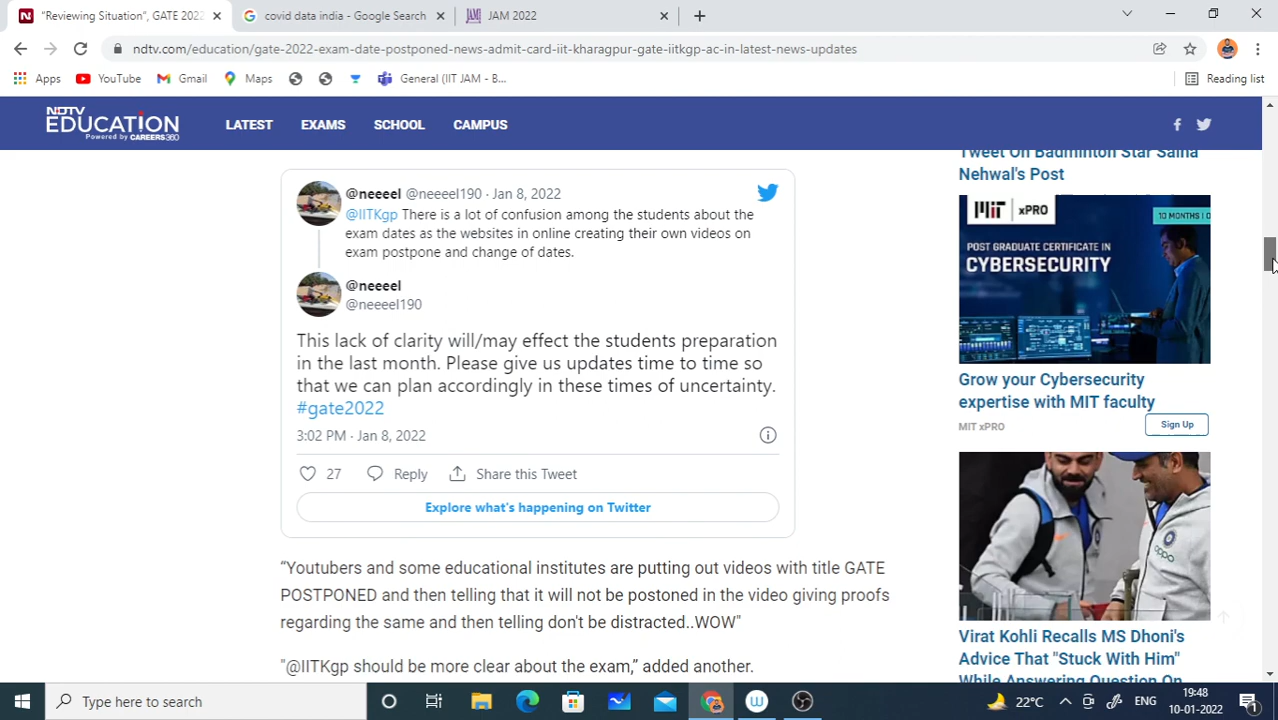 "Reviewing Situation", GATE 2022
covid data india - Google Search
JAM 2022
ndtv.com/education/gate-2022-exam-date-postponed-news-admit-card-iit-kharagpur-gate-iitkgp-ac-in-latest-news-updates
Apps
YouTube
Gmail
Maps
General (IIT JAM - B...
Reading list
NDTV
EDUCATION
Powered by CAREERS360
LATEST
EXAMS
SCHOOL
CAMPUS
@neeeel @neeeel190 · Jan 8, 2022
@IITKgp There is a lot of confusion among the students about the
exam dates as the websites in online creating their own videos on
exam postpone and change of dates.
@neeeel
@neeeel190
This lack of clarity will/may effect the students preparation
in the last month. Please give us updates time to time so
that we can plan accordingly in these times of uncertainty.
#gate2022
3:02 PM · Jan 8, 2022
27
Reply
Share this Tweet
Explore what's happening on Twitter
“Youtubers and some educational institutes are putting out videos with title GATE
POSTPONED and then telling that it will not be postoned in the video giving proofs
regarding the same and then telling don't be distracted..WOW"
"@IITKgp should be more clear about the exam,” added another.
Tweet On Badminton Star Saina
Nehwal's Post
MIT xPRO
10 MONTHS
POST GRADUATE CERTIFICATE IN
CYBERSECURITY
Grow your Cybersecurity
expertise with MIT faculty
MIT xPRO
Sign Up
oppo
Virat Kohli Recalls MS Dhoni's
Advice That "Stuck With Him"
While Answering Question On
Type here to search
22°C
ENG
19:48
10-01-2022
1